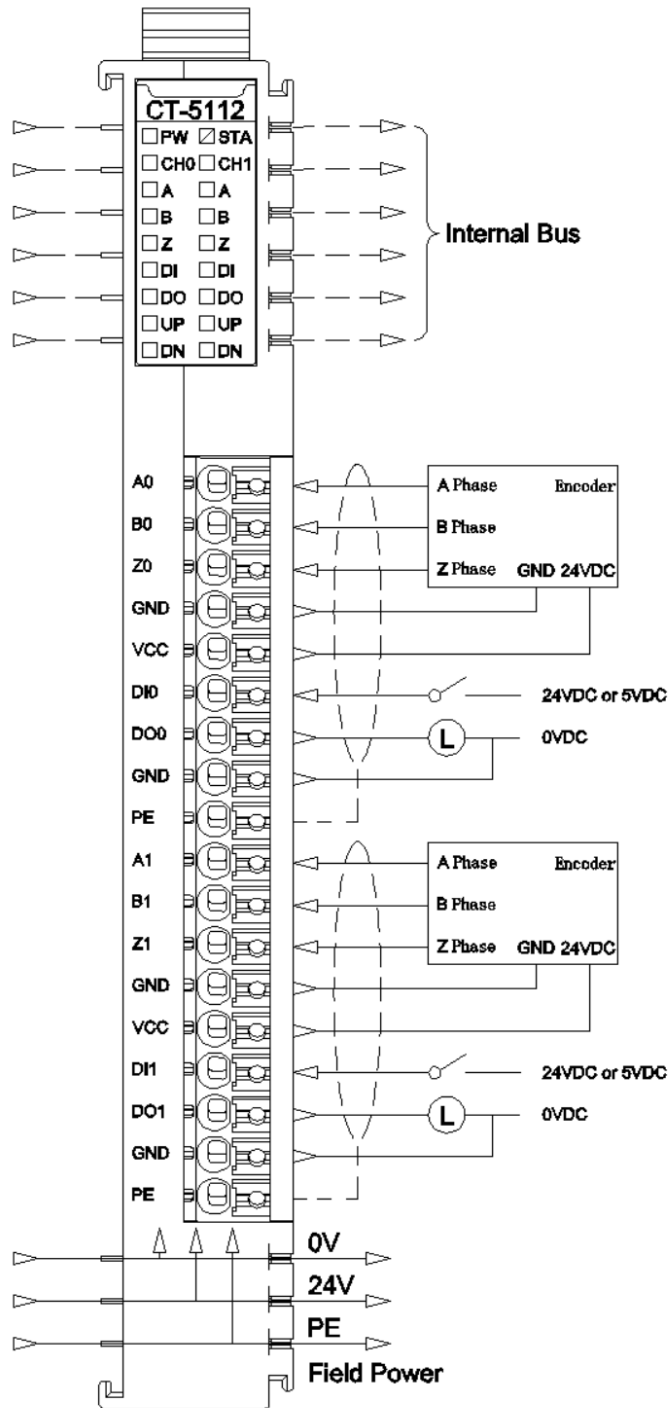 CT-5112
PW STA
CH0 CH1
A A
B B
Z Z
DI DI
DO DO
UP UP
DN DN
Internal Bus
A0
B0
Z0
GND
VCC
DI0
DO0
GND
PE
A1
B1
Z1
GND
VCC
DI1
DO1
GND
PE
A Phase Encoder
B Phase
Z Phase GND 24VDC
24VDC or 5VDC
L 0VDC
A Phase Encoder
B Phase
Z Phase GND 24VDC
24VDC or 5VDC
L 0VDC
0V
24V
PE
Field Power